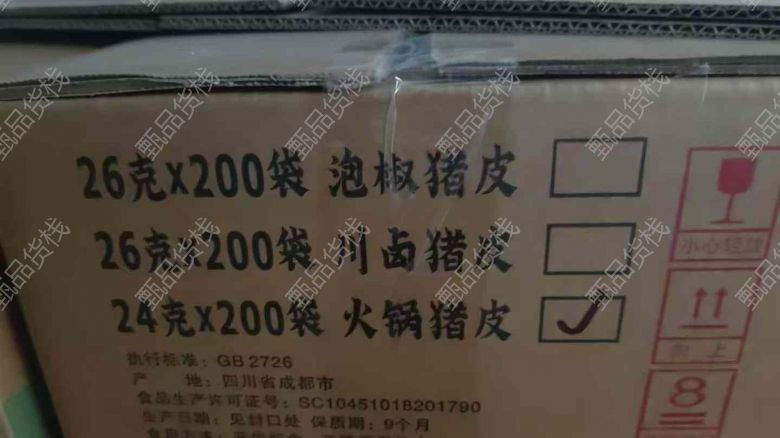 26克×200袋 泡椒猪皮
26克×200袋 川卤猪皮
24克×200袋 火锅猪皮
执行标准: GB 2726
产 地: 四川省成都市
食品生产许可证号: SC10451018201790
生产日期: 见封口处 保质期: 9个月
小心轻放
向上
8
甄品货栈